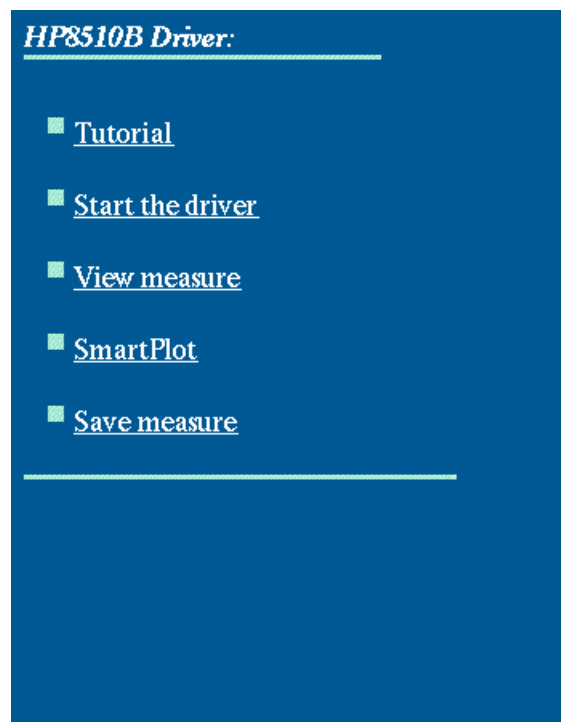 HP8510B Driver:
Tutorial
Start the driver
View measure
SmartPlot
Save measure